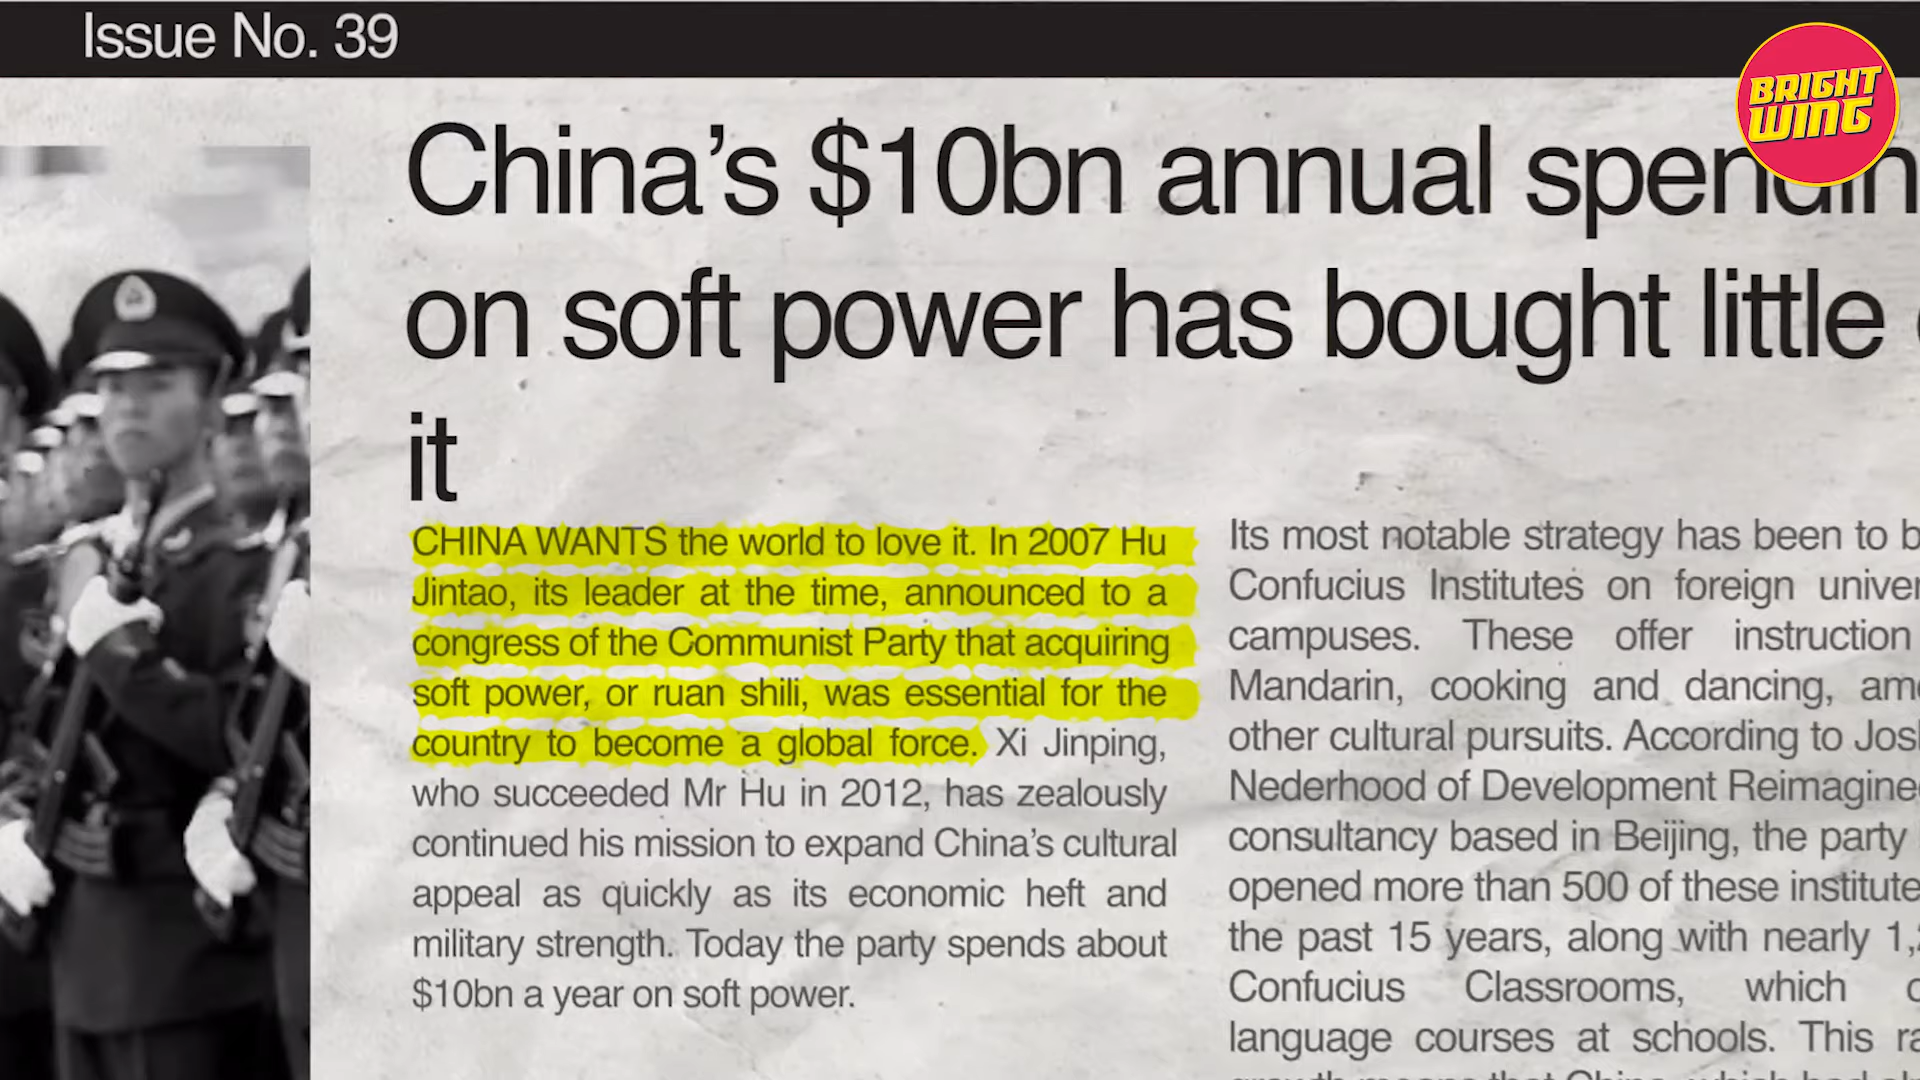 Issue No. 39
BRIGHT
WING
China’s $10bn annual
on soft power has bought little
it
CHINA WANTS the world to love it. In 2007 Hu
Jintao, its leader at the time, announced to a
congress of the Communist Party that acquiring
soft power, or ruan shili, was essential for the
country to become a global force. Xi Jinping,
who succeeded Mr Hu in 2012, has zealously
continued his mission to expand China’s cultural
appeal as quickly as its economic heft and
military strength. Today the party spends about
$10bn a year on soft power.
Its most notable strategy has been to
Confucius Institutes on foreign
campuses. These offer instruction
Mandarin, cooking and dancing,
other cultural pursuits. According to
Nederhood of Development
consultancy based in Beijing, the party
opened more than 500 of these
the past 15 years, along with nearly
Confucius Classrooms, which
language courses at schools. This